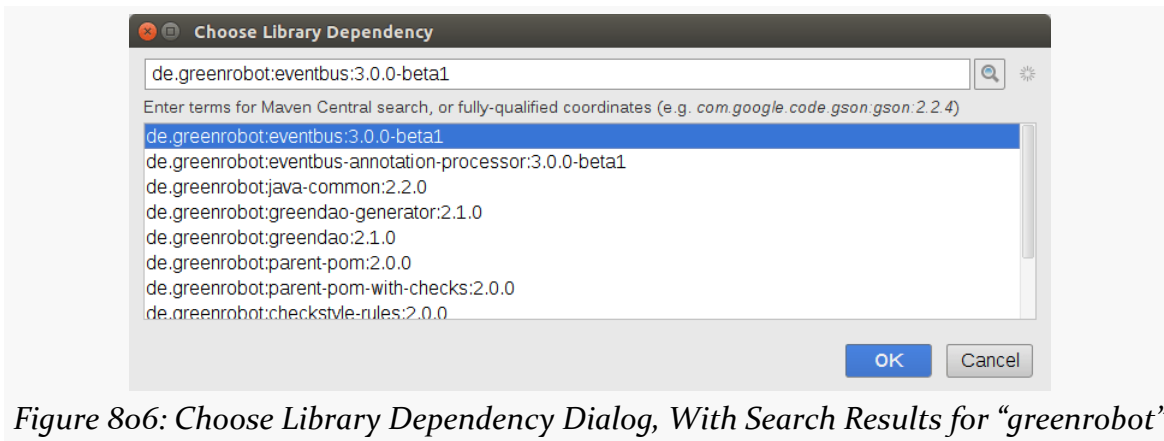 Choose Library Dependency
de.greenrobot:eventbus:3.0.0-beta1
Enter terms for Maven Central search, or fully-qualified coordinates (e.g. com.google.code.gson:gson:2.2.4)
de.greenrobot:eventbus:3.0.0-beta1
de.greenrobot:eventbus-annotation-processor:3.0.0-beta1
de.greenrobot:java-common:2.2.0
de.greenrobot:greendao-generator:2.1.0
de.greenrobot:greendao:2.1.0
de.greenrobot:parent-pom:2.0.0
de.greenrobot:parent-pom-with-checks:2.0.0
de.greenrobot:checkstyle-rules:2.0.0
OK Cancel
Figure 806: Choose Library Dependency Dialog, With Search Results for “greenrobot”